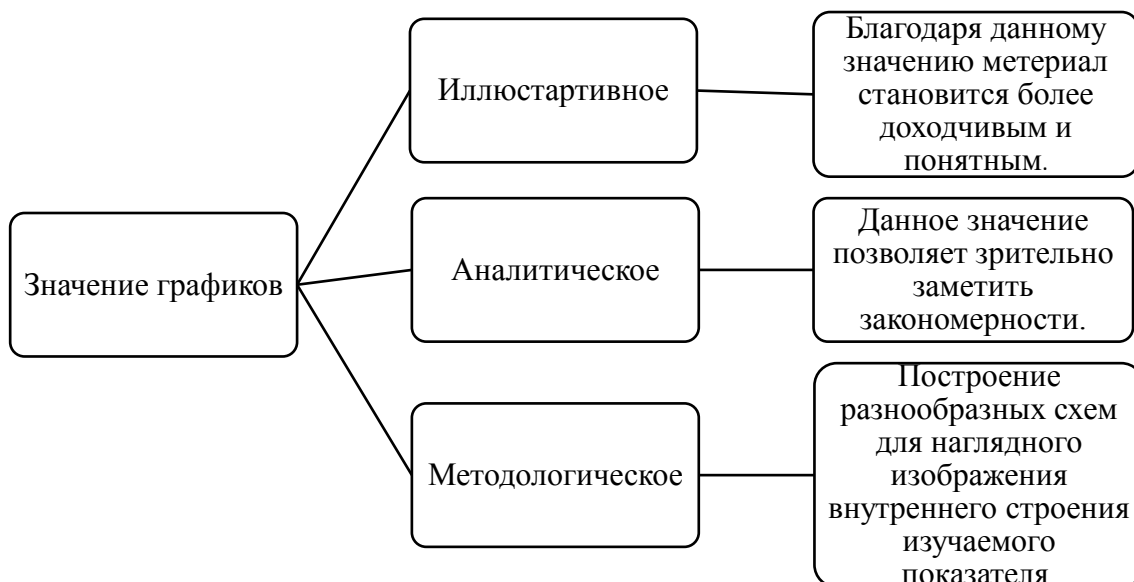 Значение графиков
Иллюстартивное
Благодаря данному
значению метериал
становится более
доходчивым и
понятным.
Аналитическое
Данное значение
позволяет зрительно
заметить
закономерности.
Методологическое
Построение
разнообразных схем
для наглядного
изображения
внутреннего строения
изучаемого
показателя